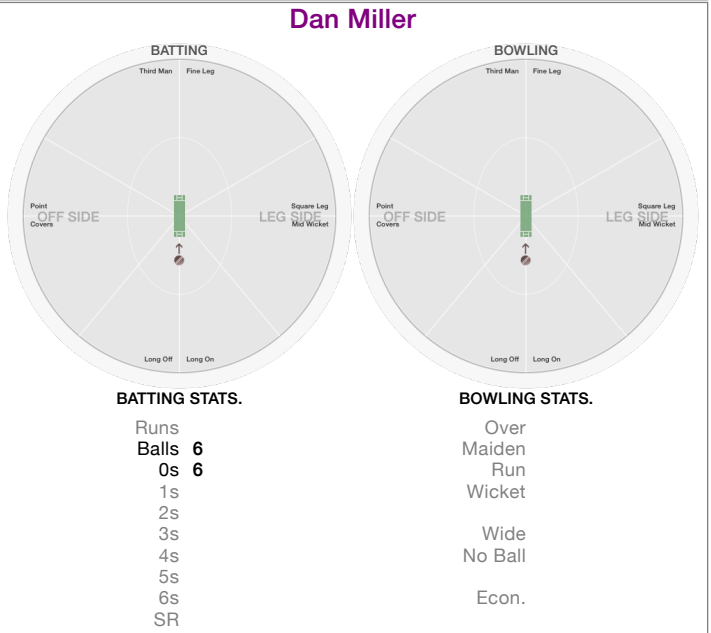 Dan Miller
BATTING BOWLING
Third Man Fine Leg Third Man Fine Leg
Point Square Leg Point Square Leg
OFF SIDE LEG SIDE OFF SIDE LEG SIDE
Covers Mid Wicket Covers Mid Wicket
Long Off Long On Long Off Long On
BATTING STATS. BOWLING STATS.
Runs Over
Balls 6 Maiden
0s 6 Run
1s Wicket
2s
3s Wide
4s No Ball
5s
6s Econ.
SR